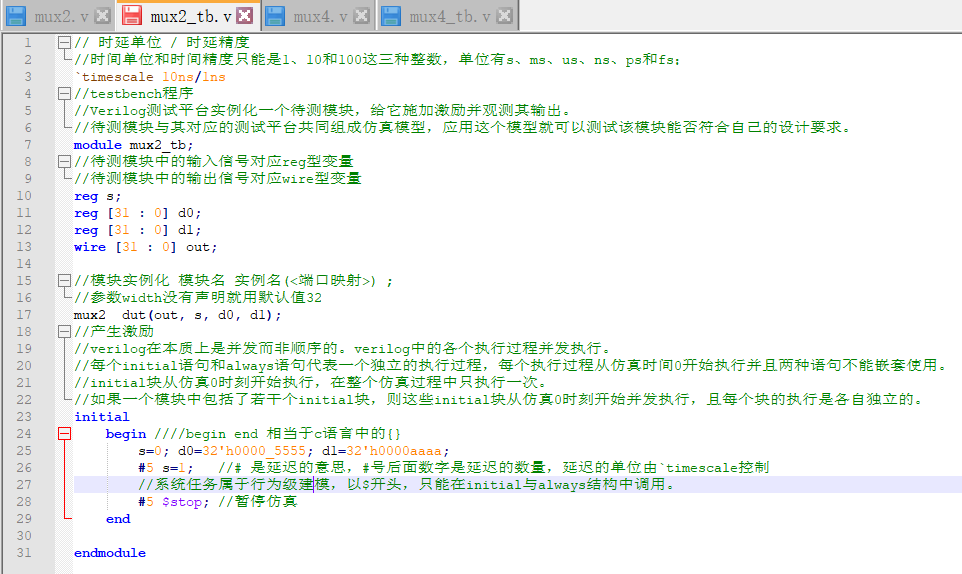 mux2.v mux2_tb.v mux4.v mux4_tb.v
1 // 时延单位 / 时延精度
2 //时间单位和时间精度只能是1、10和100这三种整数，单位有s、ms、us、ns、ps和fs；
3 `timescale 10ns/1ns
4 //testbench程序
5 //Verilog测试平台实例化一个待测模块，给它施加激励并观测其输出。
6 //待测模块与其对应的测试平台共同组成仿真模型，应用这个模型就可以测试该模块能否符合自己的设计要求。
7 module mux2_tb;
8 //待测模块中的输入信号对应reg型变量
9 //待测模块中的输出信号对应wire型变量
10 reg s;
11 reg [31 : 0] d0;
12 reg [31 : 0] d1;
13 wire [31 : 0] out;
14
15 //模块实例化 模块名 实例名(<端口映射>) ;
16 //参数width没有声明就用默认值32
17 mux2  dut(out, s, d0, d1);
18 //产生激励
19 //verilog在本质上是并发而非顺序的。verilog中的各个执行过程并发执行。
20 //每个initial语句和always语句代表一个独立的执行过程，每个执行过程从仿真时间0开始执行并且两种语句不能嵌套使用。
21 //initial块从仿真0时刻开始执行，在整个仿真过程中只执行一次。
22 //如果一个模块中包括了若干个initial块，则这些initial块从仿真0时刻开始并发执行，且每个块的执行是各自独立的。
23 initial
24     begin ////begin end 相当于c语言中的{}
25         s=0; d0=32'h0000_5555; d1=32'h0000aaaa;
26         #5 s=1;   //# 是延迟的意思，#号后面数字是延迟的数量，延迟的单位由`timescale控制
27         //系统任务属于行为级建模，以$开头，只能在initial与always结构中调用。
28         #5 $stop; //暂停仿真
29     end
30
31 endmodule